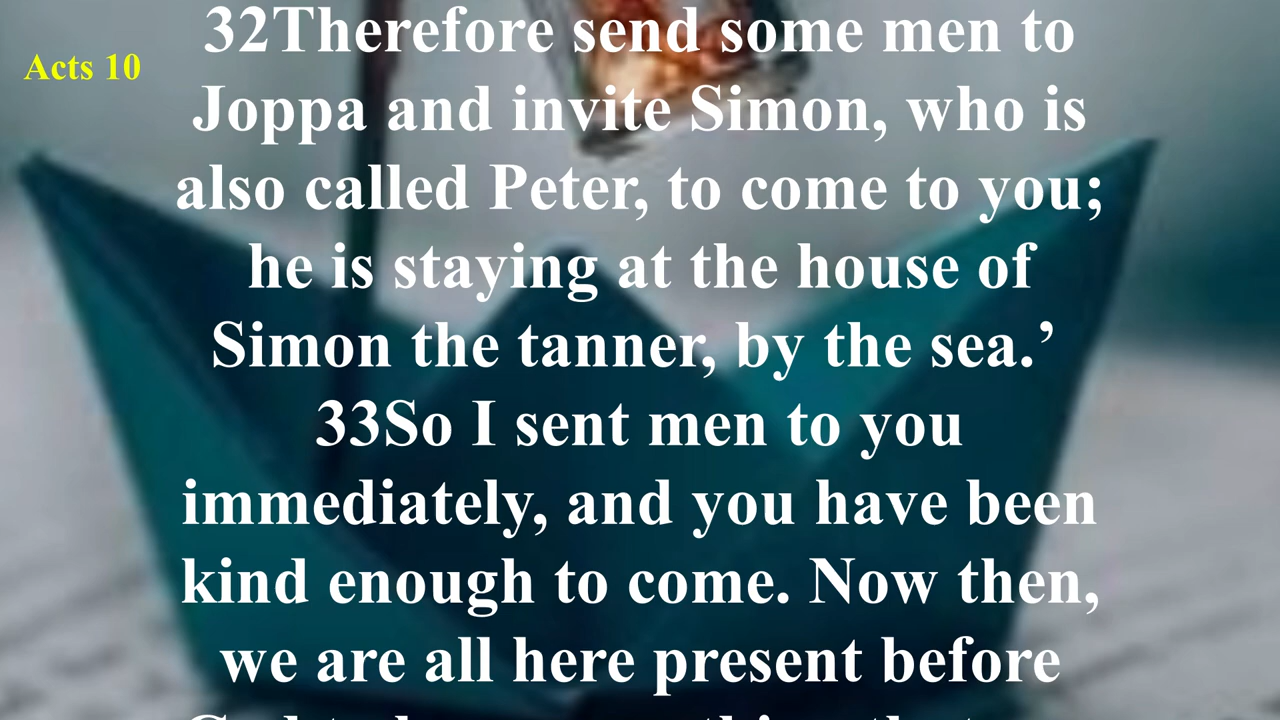 Acts 10
32Therefore send some men to
Joppa and invite Simon, who is
also called Peter, to come to you;
he is staying at the house of
Simon the tanner, by the sea.’
33So I sent men to you
immediately, and you have been
kind enough to come. Now then,
we are all here present before